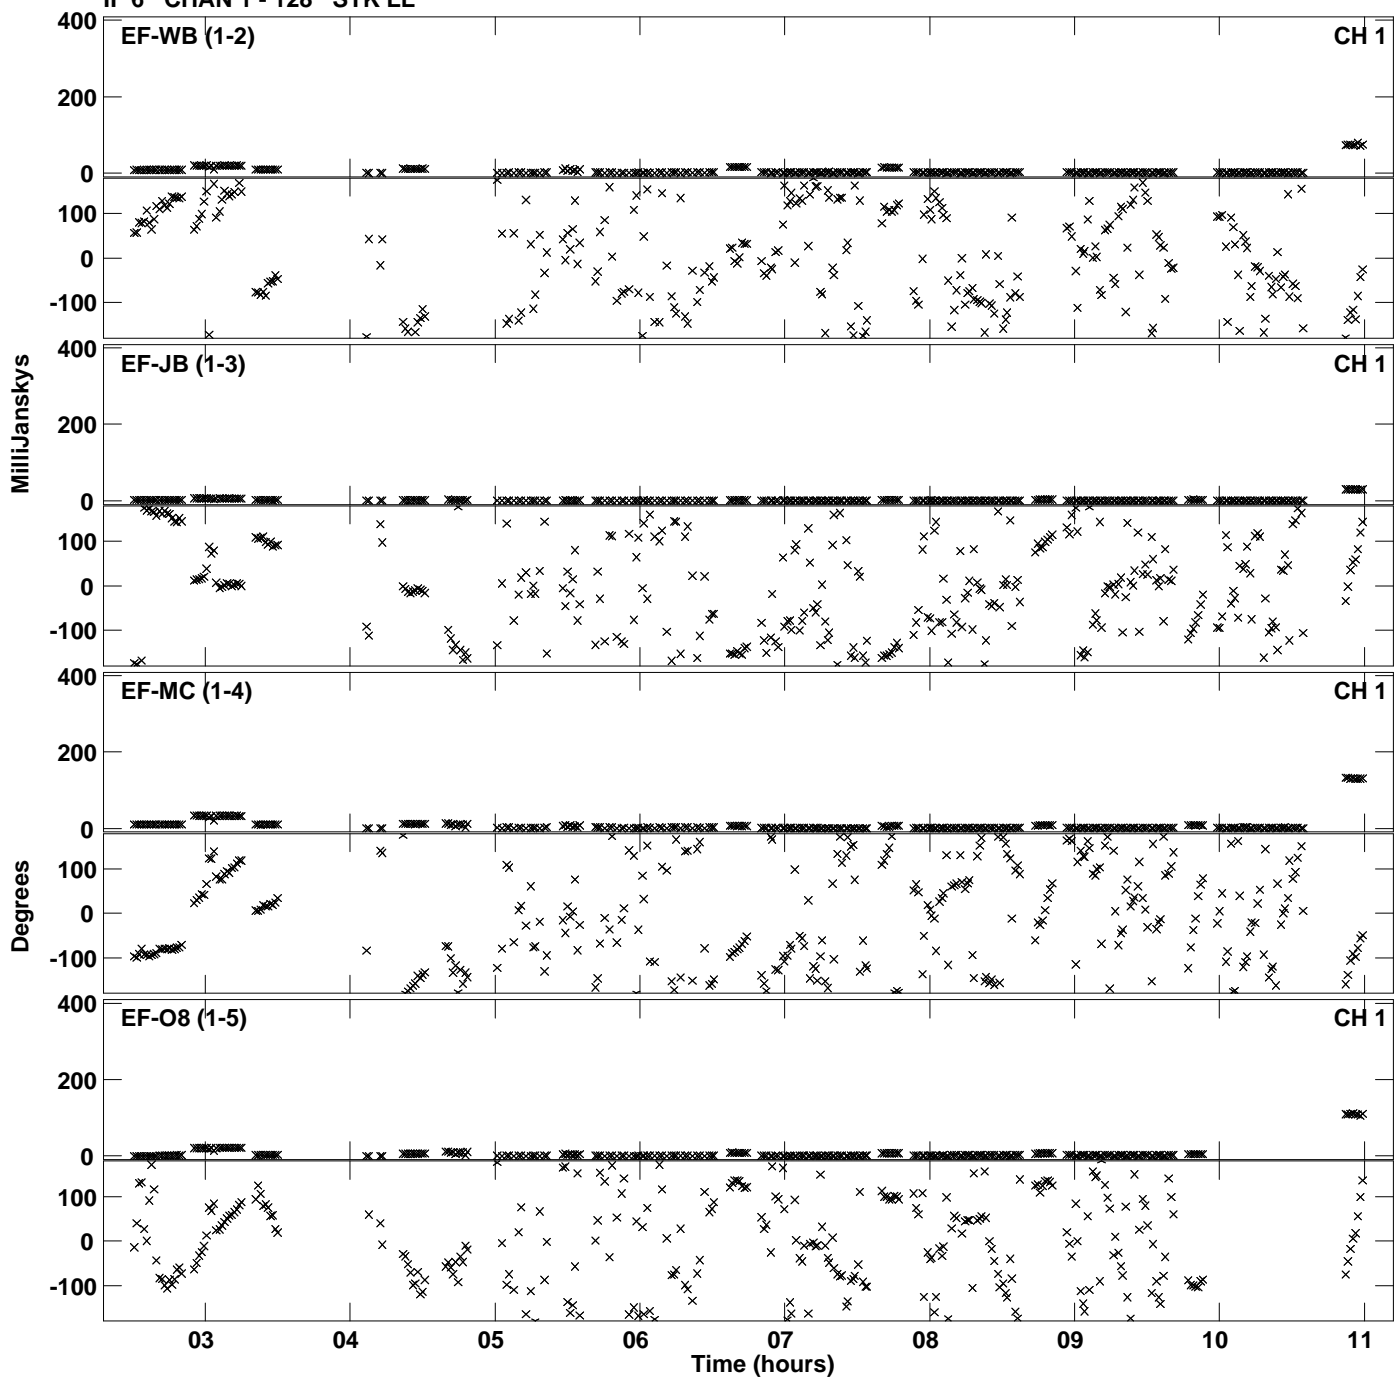 IF 6 CHAN 1 - 128 STK LL
400
EF-WB (1-2)
CH 1
200
0
100
0
-100
400
EF-JB (1-3)
CH 1
200
0
100
0
-100
MilliJanskys
400
EF-MC (1-4)
CH 1
200
0
100
0
-100
Degrees
400
EF-O8 (1-5)
CH 1
200
0
100
0
-100
03 04 05 06 07 08 09 10 11
Time (hours)